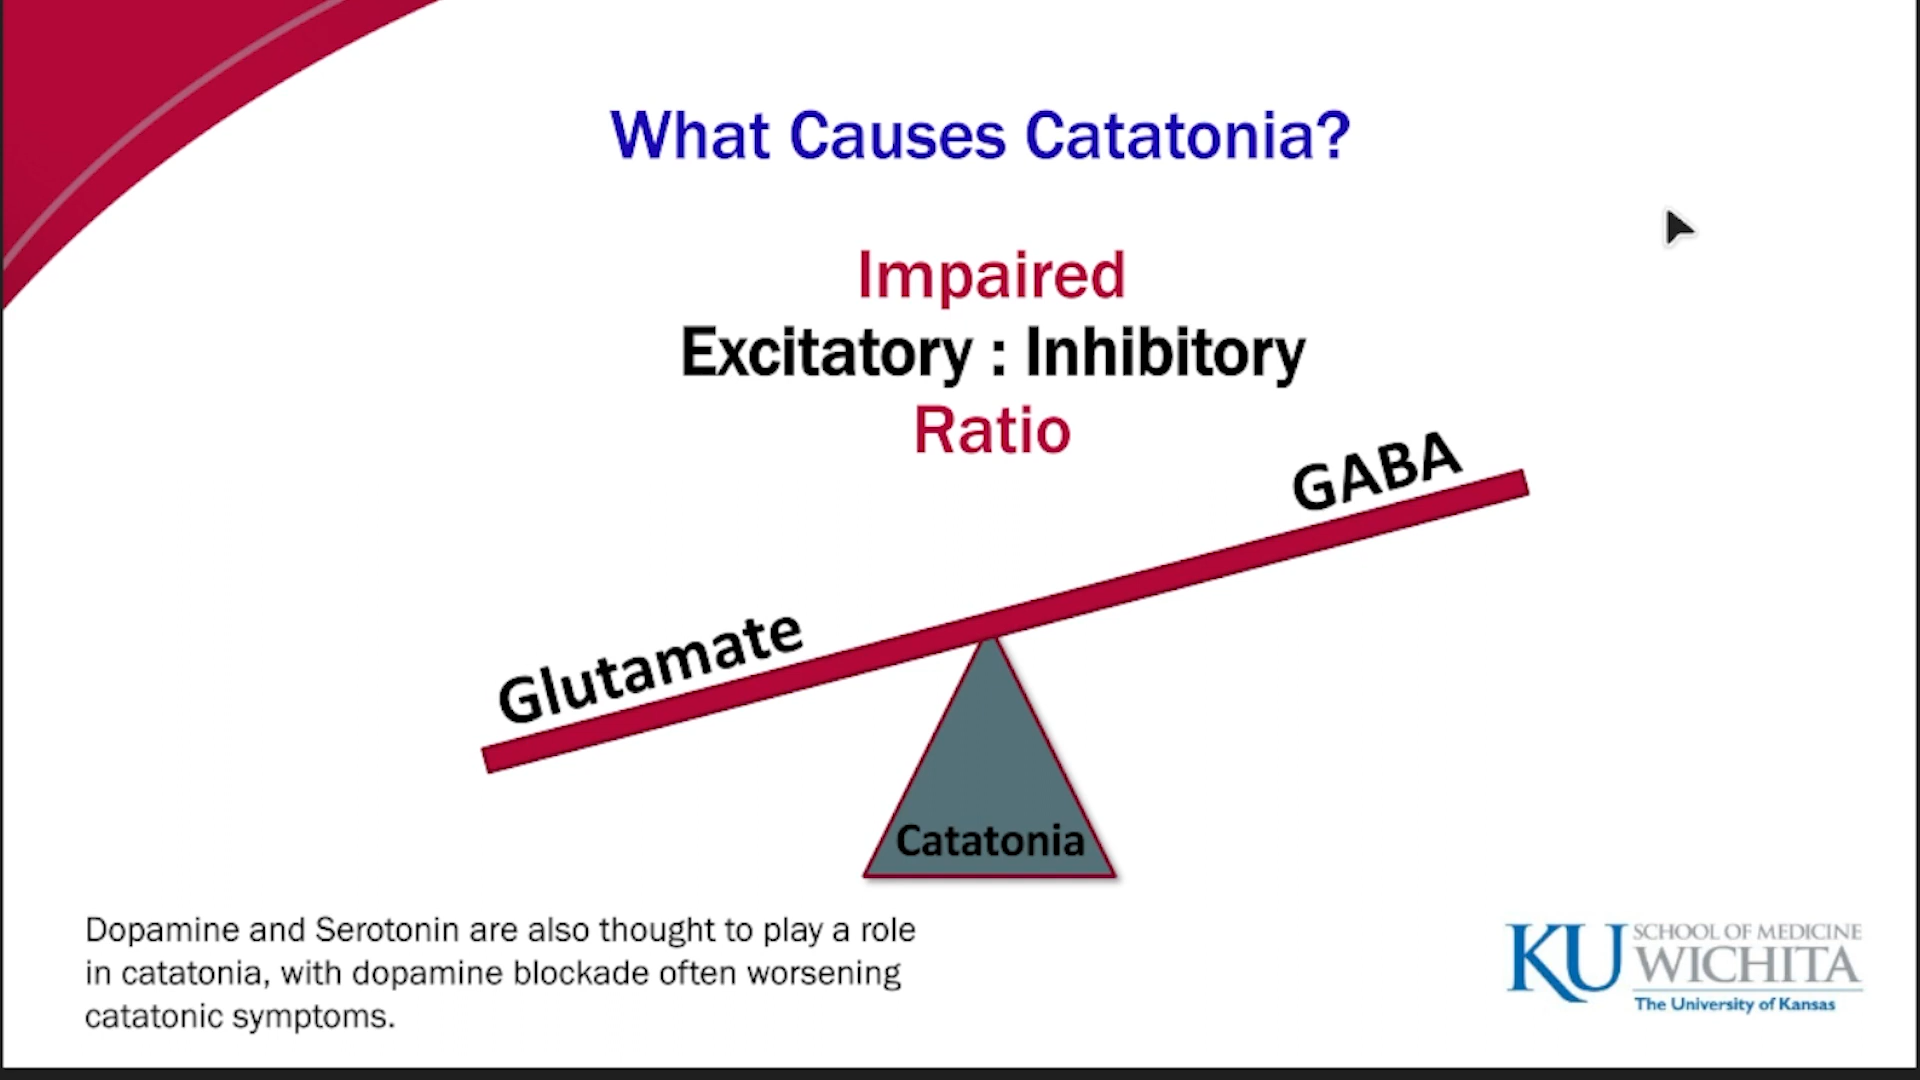 What Causes Catatonia?
Impaired
Excitatory : Inhibitory
Ratio
GABA
Glutamate
Catatonia
Dopamine and Serotonin are also thought to play a role
in catatonia, with dopamine blockade often worsening
catatonic symptoms.
KU SCHOOL OF MEDICINE
WICHITA
The University of Kansas